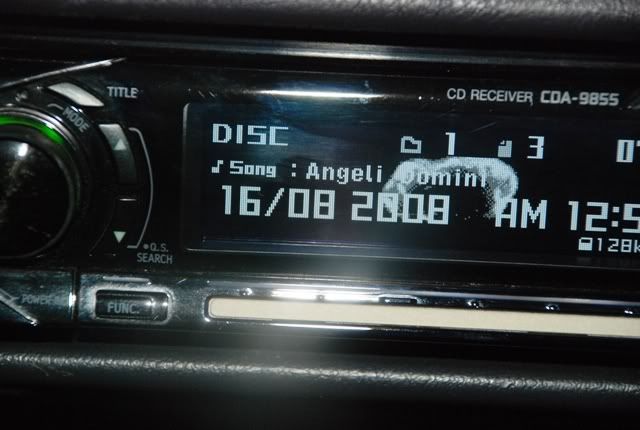 TITLE
MODE
CD RECEIVER CDA-9855
DISC 1 3
Song : Angeli Domini
16/08 2008 AM 12:5
128k
Q.S.
SEARCH
POWER
FUNC.